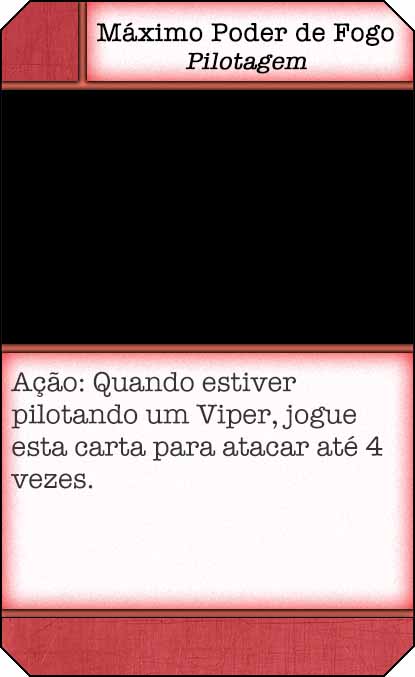 Máximo Poder de Fogo
Pilotagem
Ação: Quando estiver
pilotando um Viper, jogue
esta carta para atacar até 4
vezes.